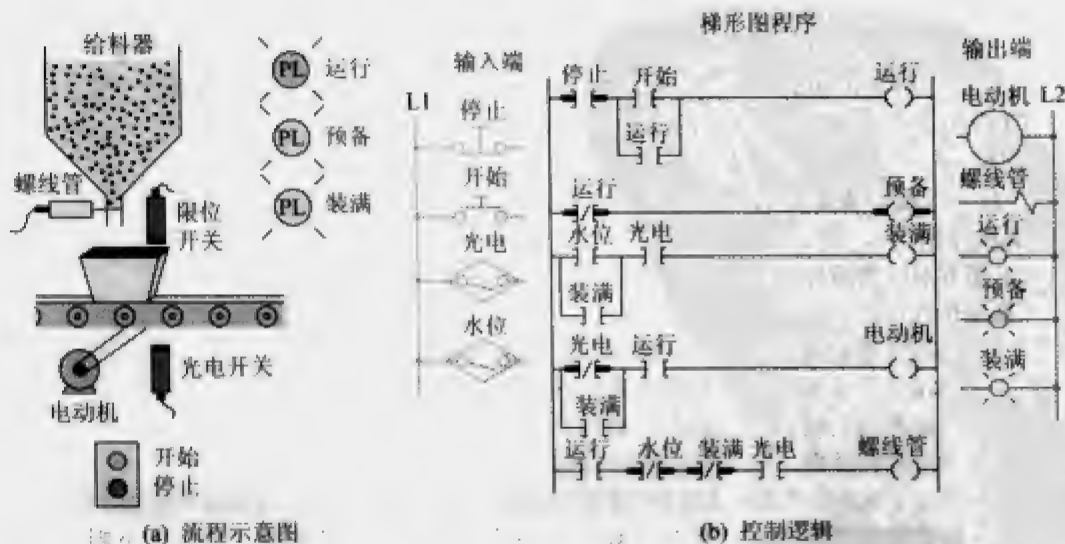 给料器
PL 运行
PL 预备
PL 装满
螺线管
限位
开关
光电开关
电动机
开始
停止
(a) 流程示意图
梯形图程序
输入端
L1
停止
开始
光电
水位
停止 开始 运行
运行
运行 预备
水位 光电 装满
装满
光电 运行 电动机
装满
运行 水位 装满 光电 螺线管
输出端
电动机 L2
螺线管
运行
预备
装满
(b) 控制逻辑